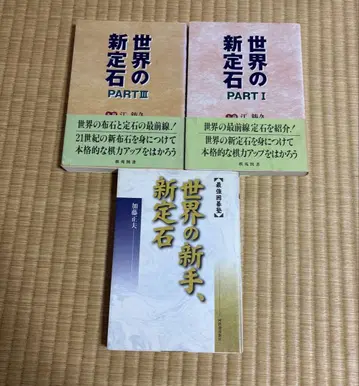 世界の
新定石
PART III
世界の布石と定石の最前線!
21世紀の新布石を身につけて
本格的な棋力アップをはかろう
世界の
新定石
PART I
世界の最前線定石を紹介!
世界の新定石を身につけて
本格的な棋力アップをはかろう
【最強囲碁塾】
世界の新手、
新定石
加藤正夫